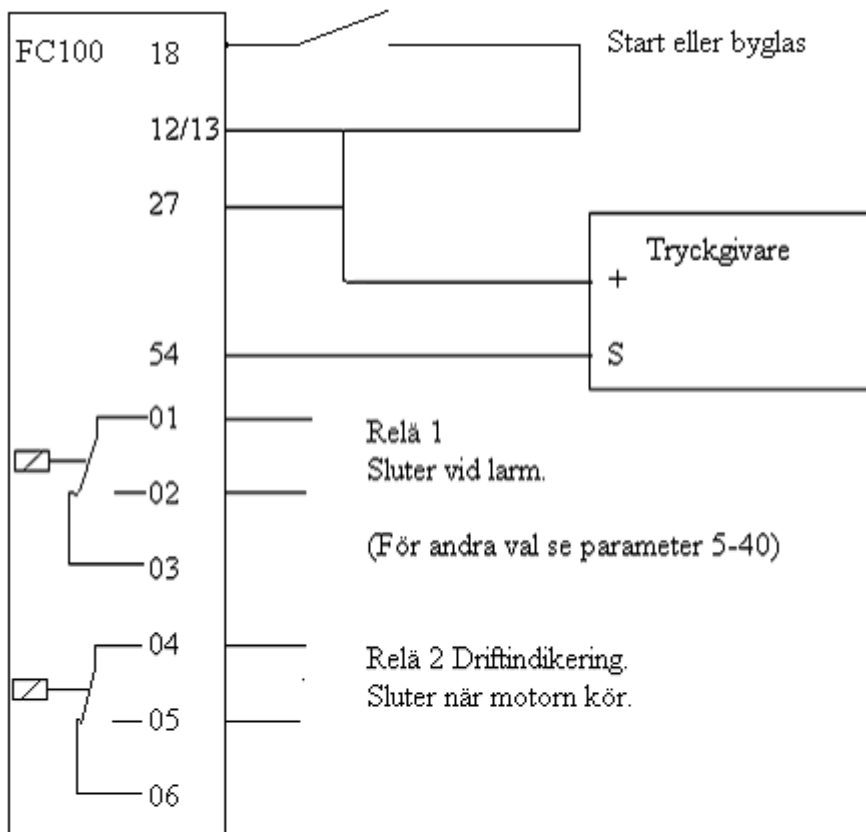 FC100 18 Start eller byglas
12/13
27
Tryckgivare
+
54 S
01
Relä 1
Sluter vid larm.
02
(För andra val se parameter 5-40)
03
04
Relä 2 Driftindikering.
Sluter när motorn kör.
05
06